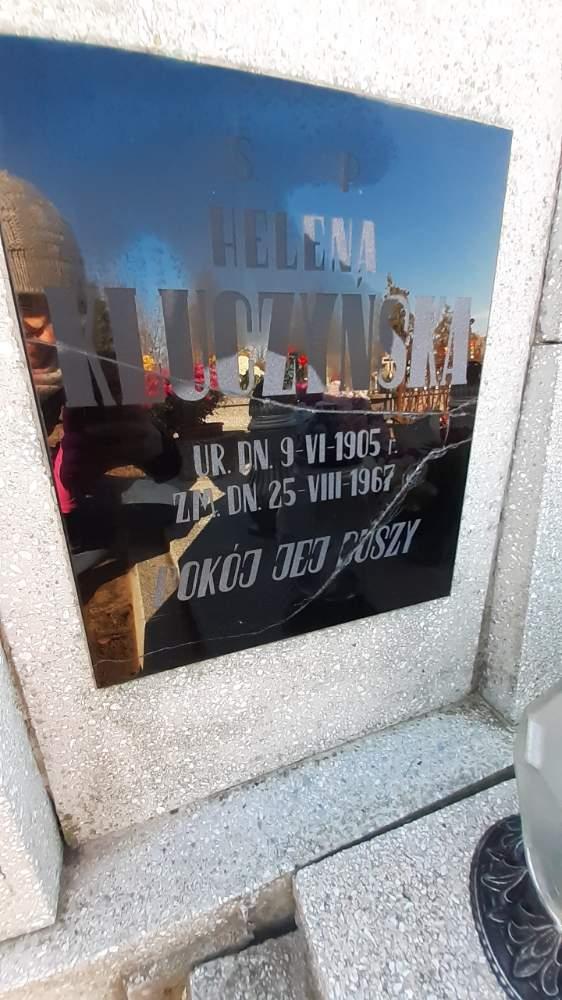 S. P.
HELENA
KLUCZYŃSKA
UR. DN. 9-VI-1905 r.
ZM. DN. 25-VIII-1967
POKÓJ JEJ DUSZY